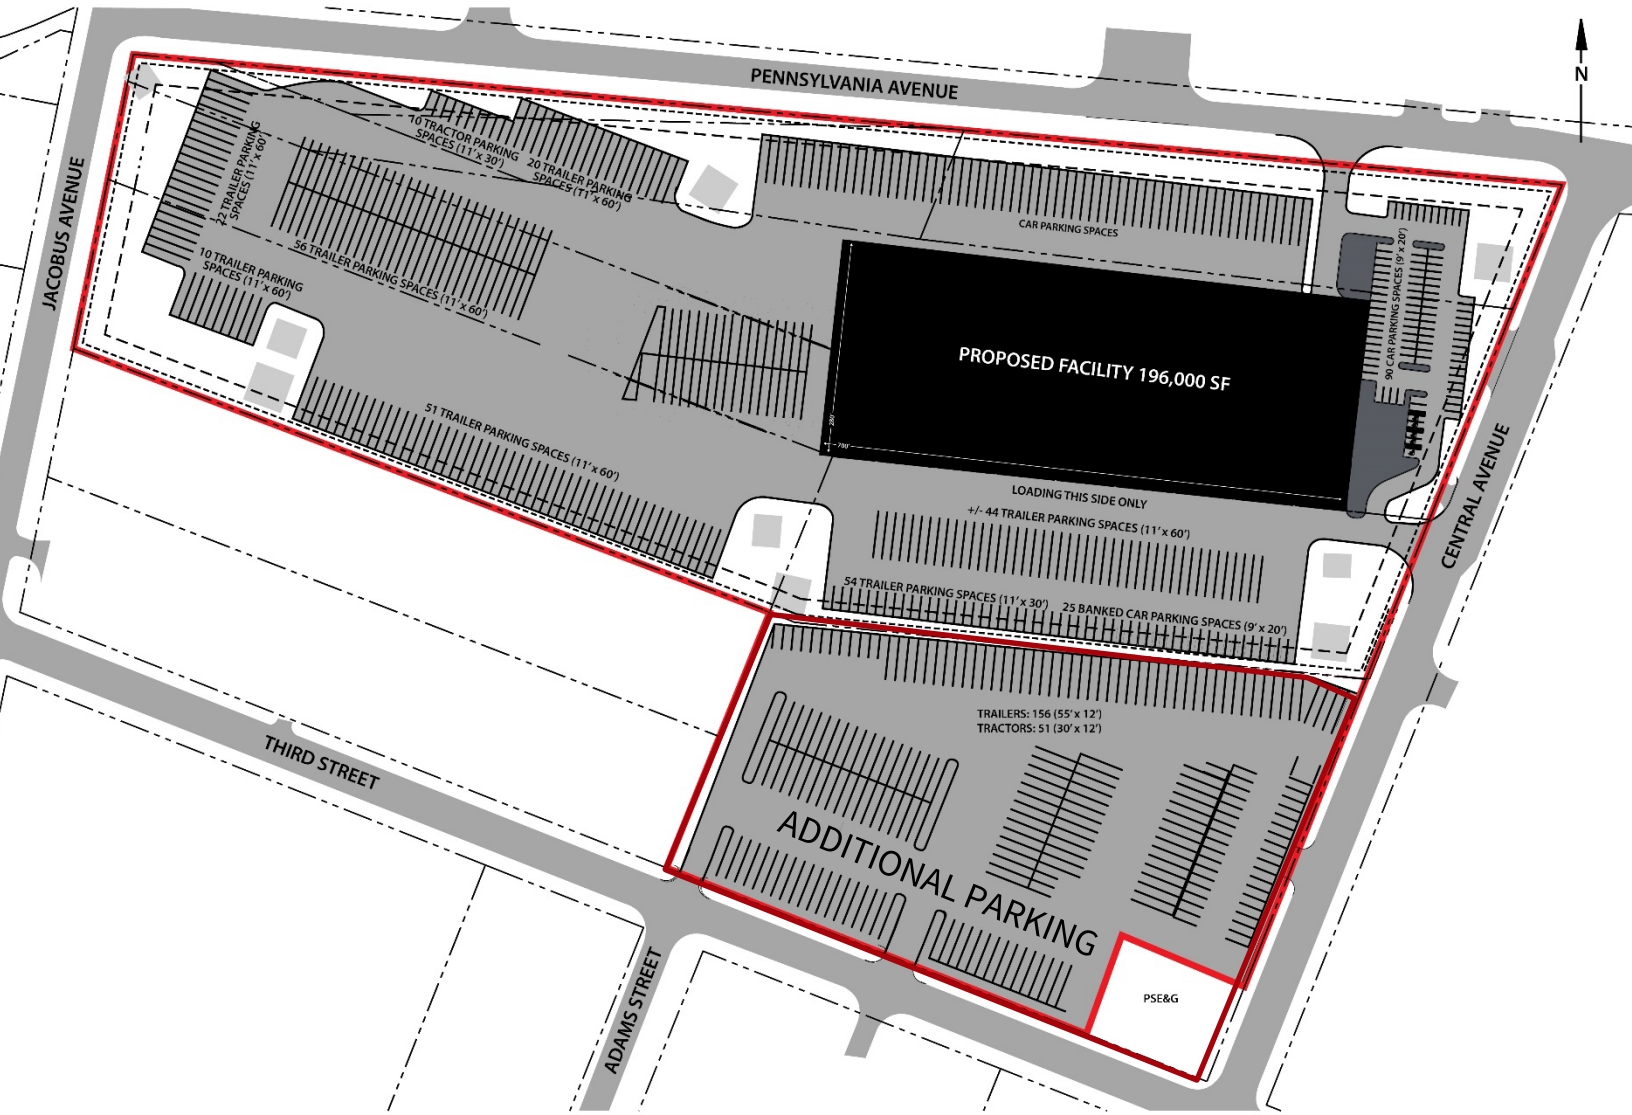 PENNSYLVANIA AVENUE
N
10 TRACTOR PARKING
SPACES (11' x 30')
20 TRAILER PARKING
SPACES (11' x 60')
22 TRAILER PARKING
SPACES (11' x 60')
JACOBUS AVENUE
CAR PARKING SPACES
56 TRAILER PARKING SPACES (11' x 60')
10 TRAILER PARKING
SPACES (11' x 60')
90 CAR PARKING SPACES (9' x 20')
PROPOSED FACILITY 196,000 SF
280'
700'
51 TRAILER PARKING SPACES (11' x 60')
LOADING THIS SIDE ONLY
+/- 44 TRAILER PARKING SPACES (11' x 60')
CENTRAL AVENUE
54 TRAILER PARKING SPACES (11' x 30')
25 BANKED CAR PARKING SPACES (9' x 20')
TRAILERS: 156 (55' x 12')
TRACTORS: 51 (30' x 12')
THIRD STREET
ADDITIONAL PARKING
ADAMS STREET
PSE&G